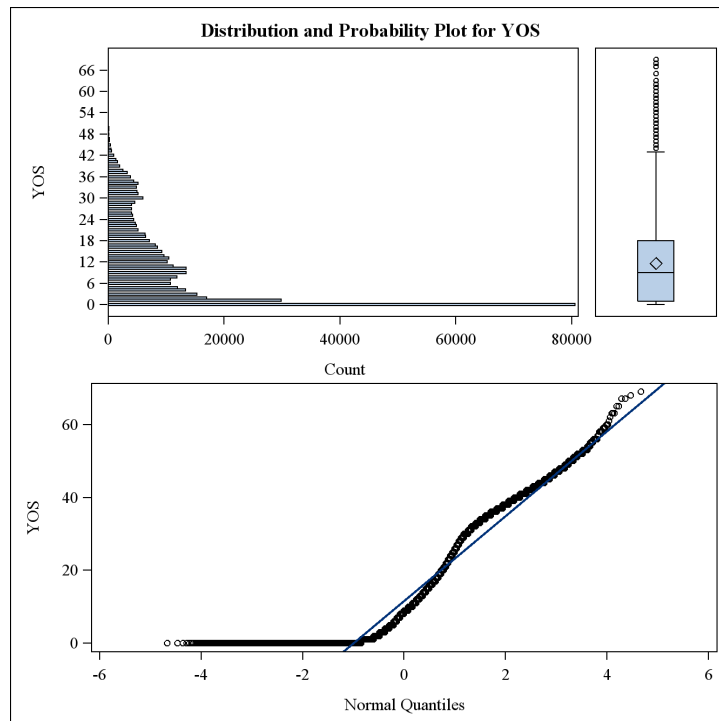 Distribution and Probability Plot for YOS
66
60
54
48
42
36
30
24
18
12
6
0
YOS
0 20000 40000 60000 80000
Count
60
40
20
0
YOS
-6 -4 -2 0 2 4 6
Normal Quantiles